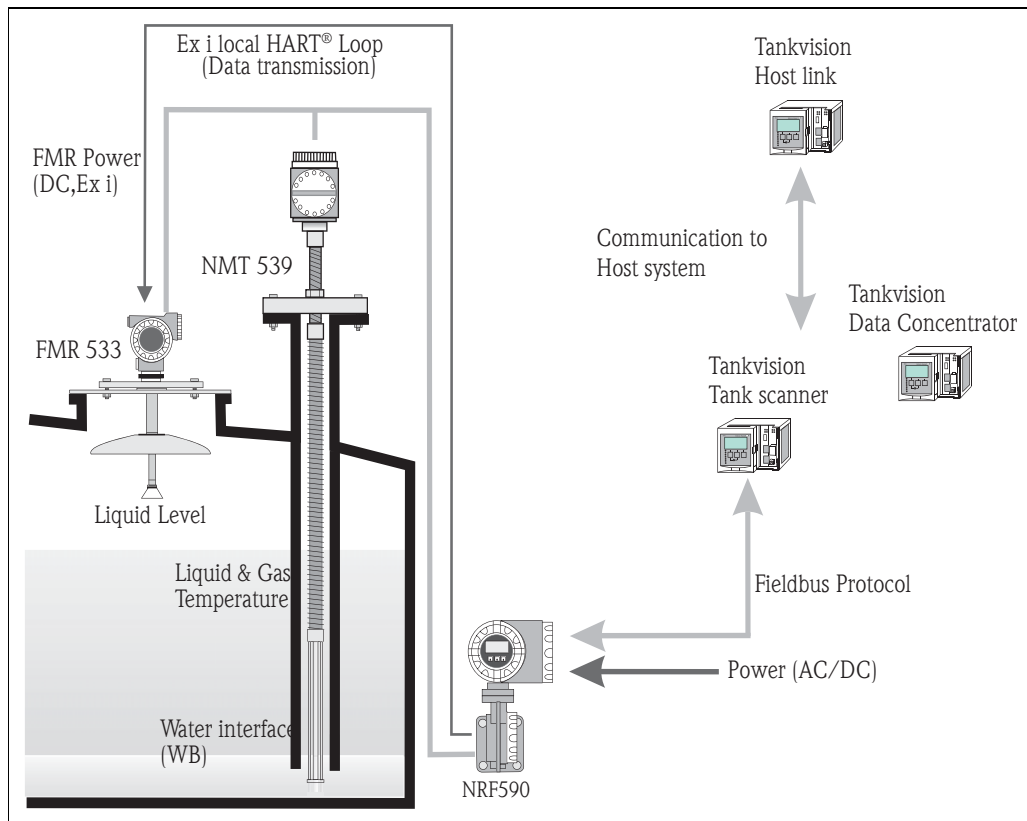 Ex i local HART® Loop
(Data transmission)
Tankvision
Host link
FMR Power
(DC,Ex i)
NMT 539
Communication to
Host system
Tankvision
Data Concentrator
FMR 533
Tankvision
Tank scanner
Liquid Level
Liquid & Gas
Temperature
Fieldbus Protocol
Power (AC/DC)
Water interface
(WB)
NRF590